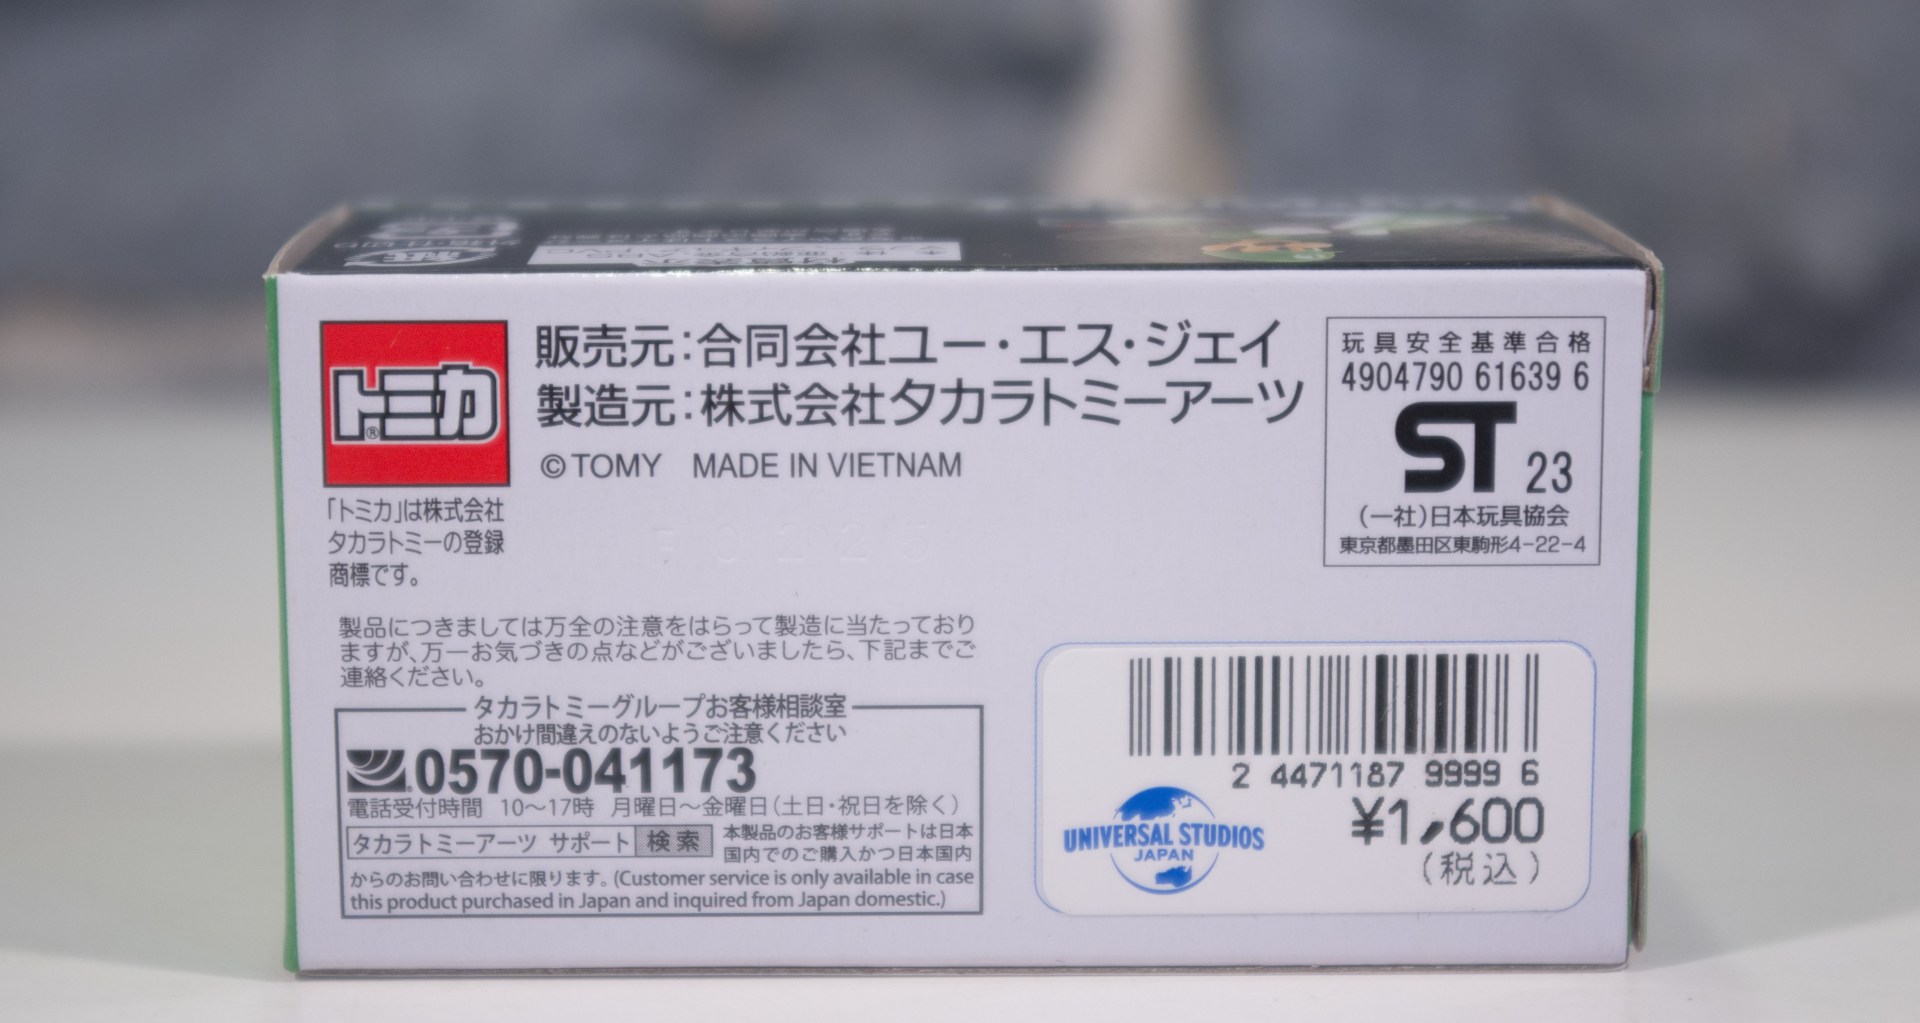 トミカ®
販売元：合同会社ユー・エス・ジェイ
製造元：株式会社タカラトミーアーツ
©TOMY MADE IN VIETNAM
「トミカ」は株式会社
タカラトミーの登録
商標です。
玩具安全基準合格
4904790 61639 6
ST 23
(一社)日本玩具協会
東京都墨田区東駒形4-22-4
製品につきましては万全の注意をはらって製造に当たっており
ますが、万一お気づきの点などがございましたら、下記までご
連絡ください。
タカラトミーグループお客様相談室
おかけ間違えのないようご注意ください
0570-041173
電話受付時間 10〜17時 月曜日〜金曜日(土日・祝日を除く)
タカラトミーアーツ サポート 検索
本製品のお客様サポートは日本
国内でのご購入かつ日本国内
からのお問い合わせに限ります。(Customer service is only available in case
this product purchased in Japan and inquired from Japan domestic.)
2 4471187 9999 6
UNIVERSAL STUDIOS
JAPAN
¥1,600
(税込)